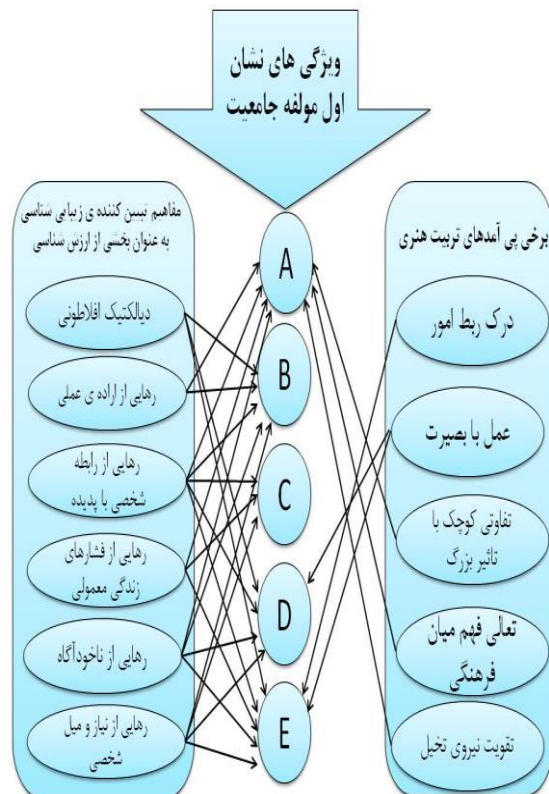 ویژگی های نشان
اول مولفه جامعیت
برخی پی آمدهای تربیت هنری
درک ربط امور
عمل با بصیرت
تفاوتی کوچک با
تاثیر بزرگ
تعالی فهم میان
فرهنگی
تقویت نیروی تخیل
A
B
C
D
E
مفاهیم تبیین کننده ی زیبایی شناسی
به عنوان بخشی از ارزش شناسی
دیالکتیک افلاطونی
رهایی از اراده ی عملی
رهایی از رابطه
شخصی با پدیده
رهایی از فشارهای
زندگی معمولی
رهایی از ناخودآگاه
رهایی از نیاز و میل
شخصی